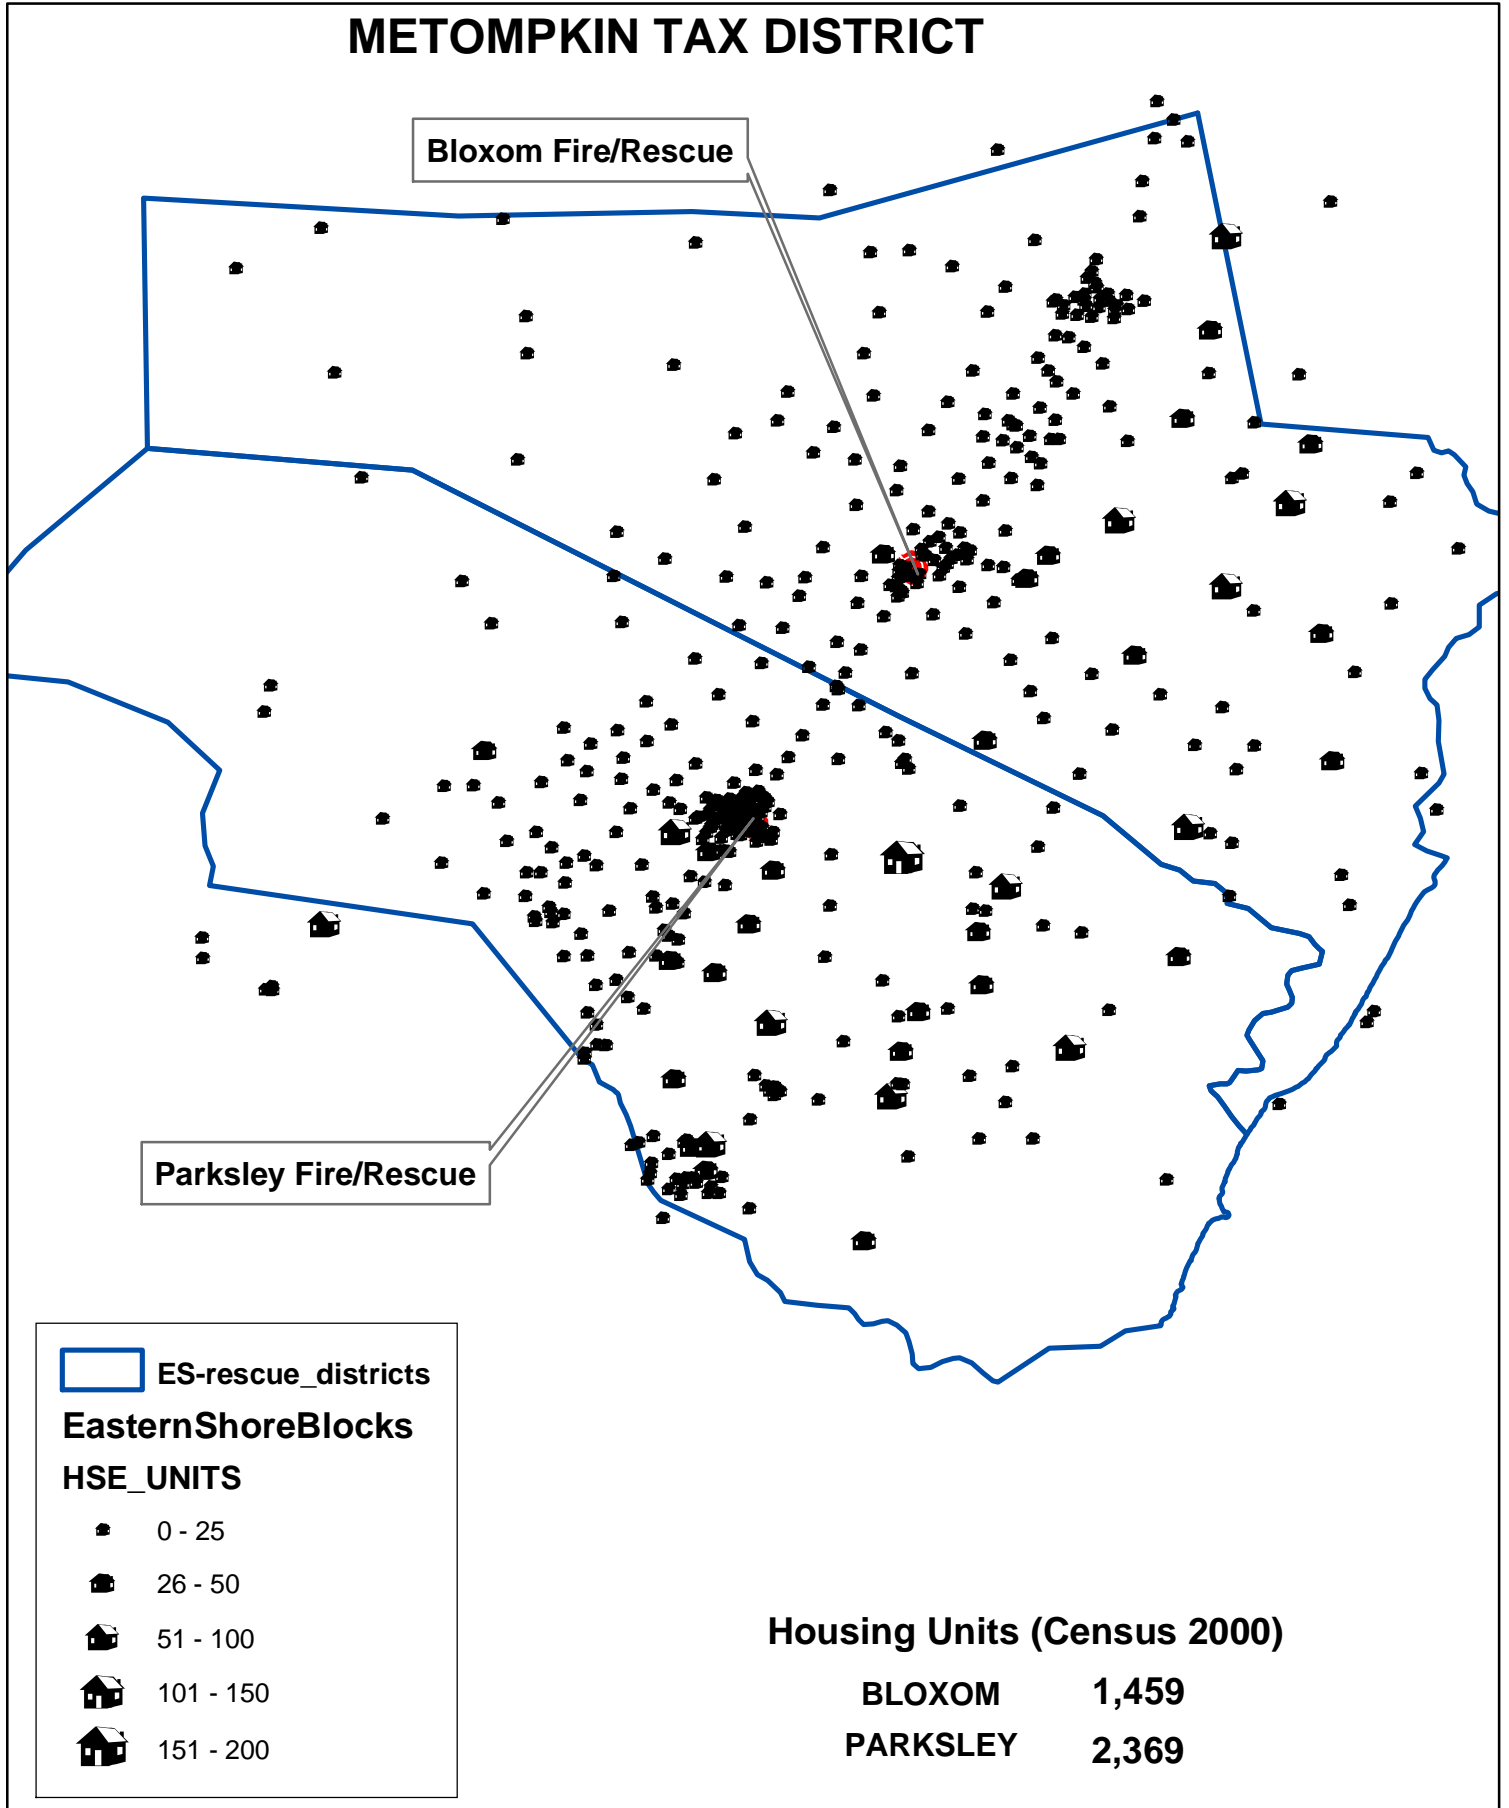 METOMPKIN TAX DISTRICT
Bloxom Fire/Rescue
Parksley Fire/Rescue
ES-rescue_districts
EasternShoreBlocks
HSE_UNITS
0 - 25
26 - 50
51 - 100
101 - 150
151 - 200
Housing Units (Census 2000)
BLOXOM 1,459
PARKSLEY 2,369